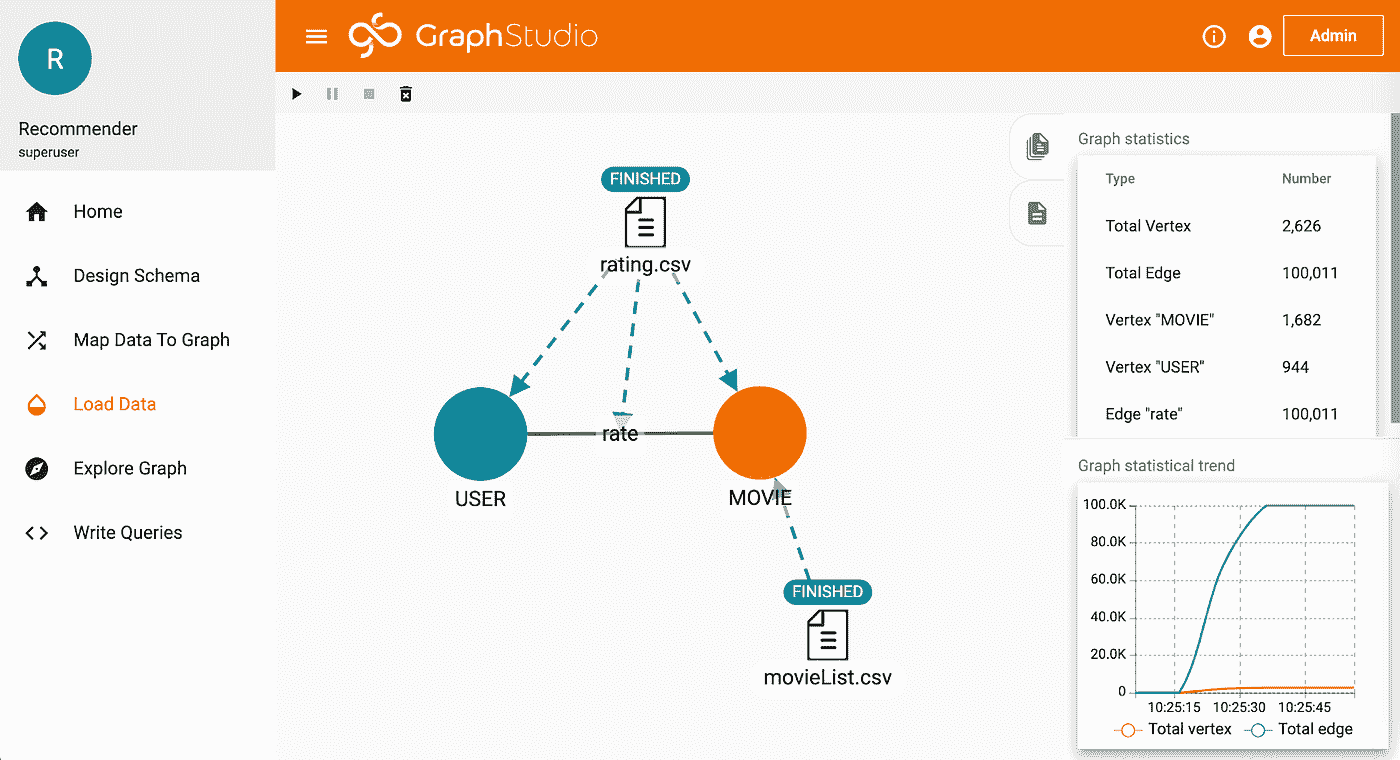 R
Recommender
superuser
Home
Design Schema
Map Data To Graph
Load Data
Explore Graph
Write Queries
GraphStudio
Admin
FINISHED
rating.csv
rate
USER
MOVIE
FINISHED
movieList.csv
Graph statistics
Type Number
Total Vertex 2,626
Total Edge 100,011
Vertex "MOVIE" 1,682
Vertex "USER" 944
Edge "rate" 100,011
Graph statistical trend
100.0K
80.0K
60.0K
40.0K
20.0K
0
10:25:15 10:25:30 10:25:45
Total vertex Total edge